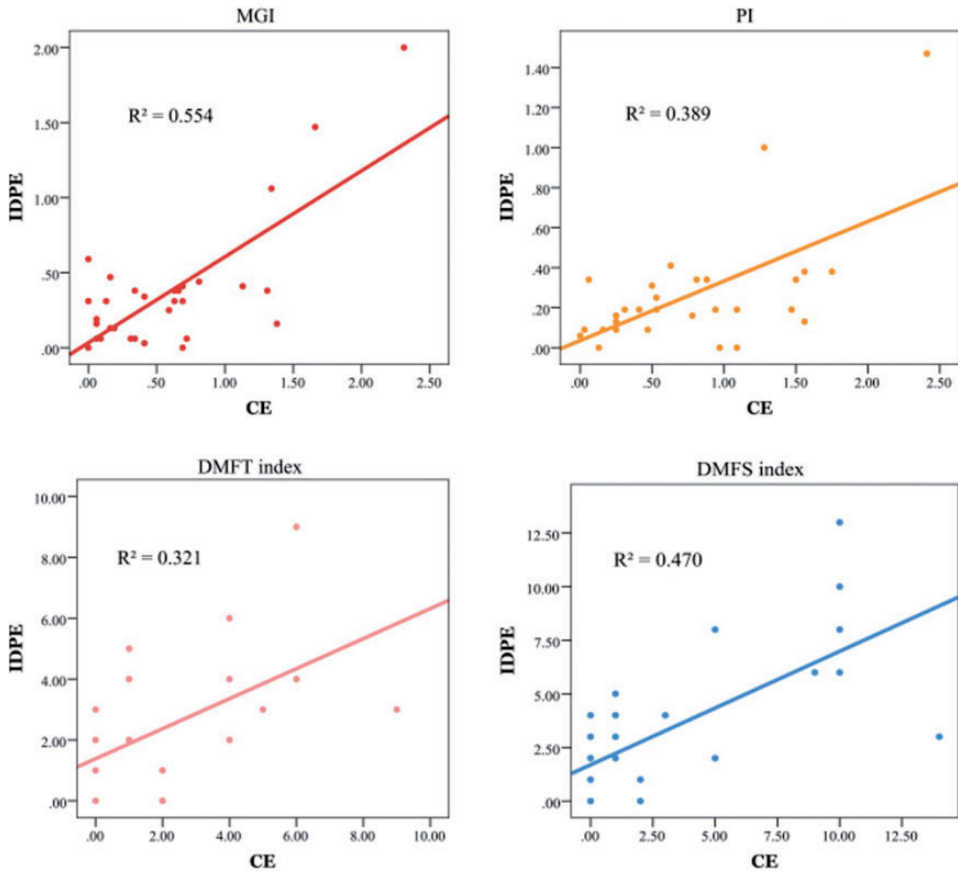 MGI
2.00
1.50
1.00
.50
.00
IDPE
R² = 0.554
.00 .50 1.00 1.50 2.00 2.50
CE
PI
1.40
1.20
1.00
.80
.60
.40
.20
.00
IDPE
R² = 0.389
.00 .50 1.00 1.50 2.00 2.50
CE
DMFT index
10.00
8.00
6.00
4.00
2.00
.00
IDPE
R² = 0.321
.00 2.00 4.00 6.00 8.00 10.00
CE
DMFS index
12.50
10.00
7.50
5.00
2.50
.00
IDPE
R² = 0.470
.00 2.50 5.00 7.50 10.00 12.50
CE